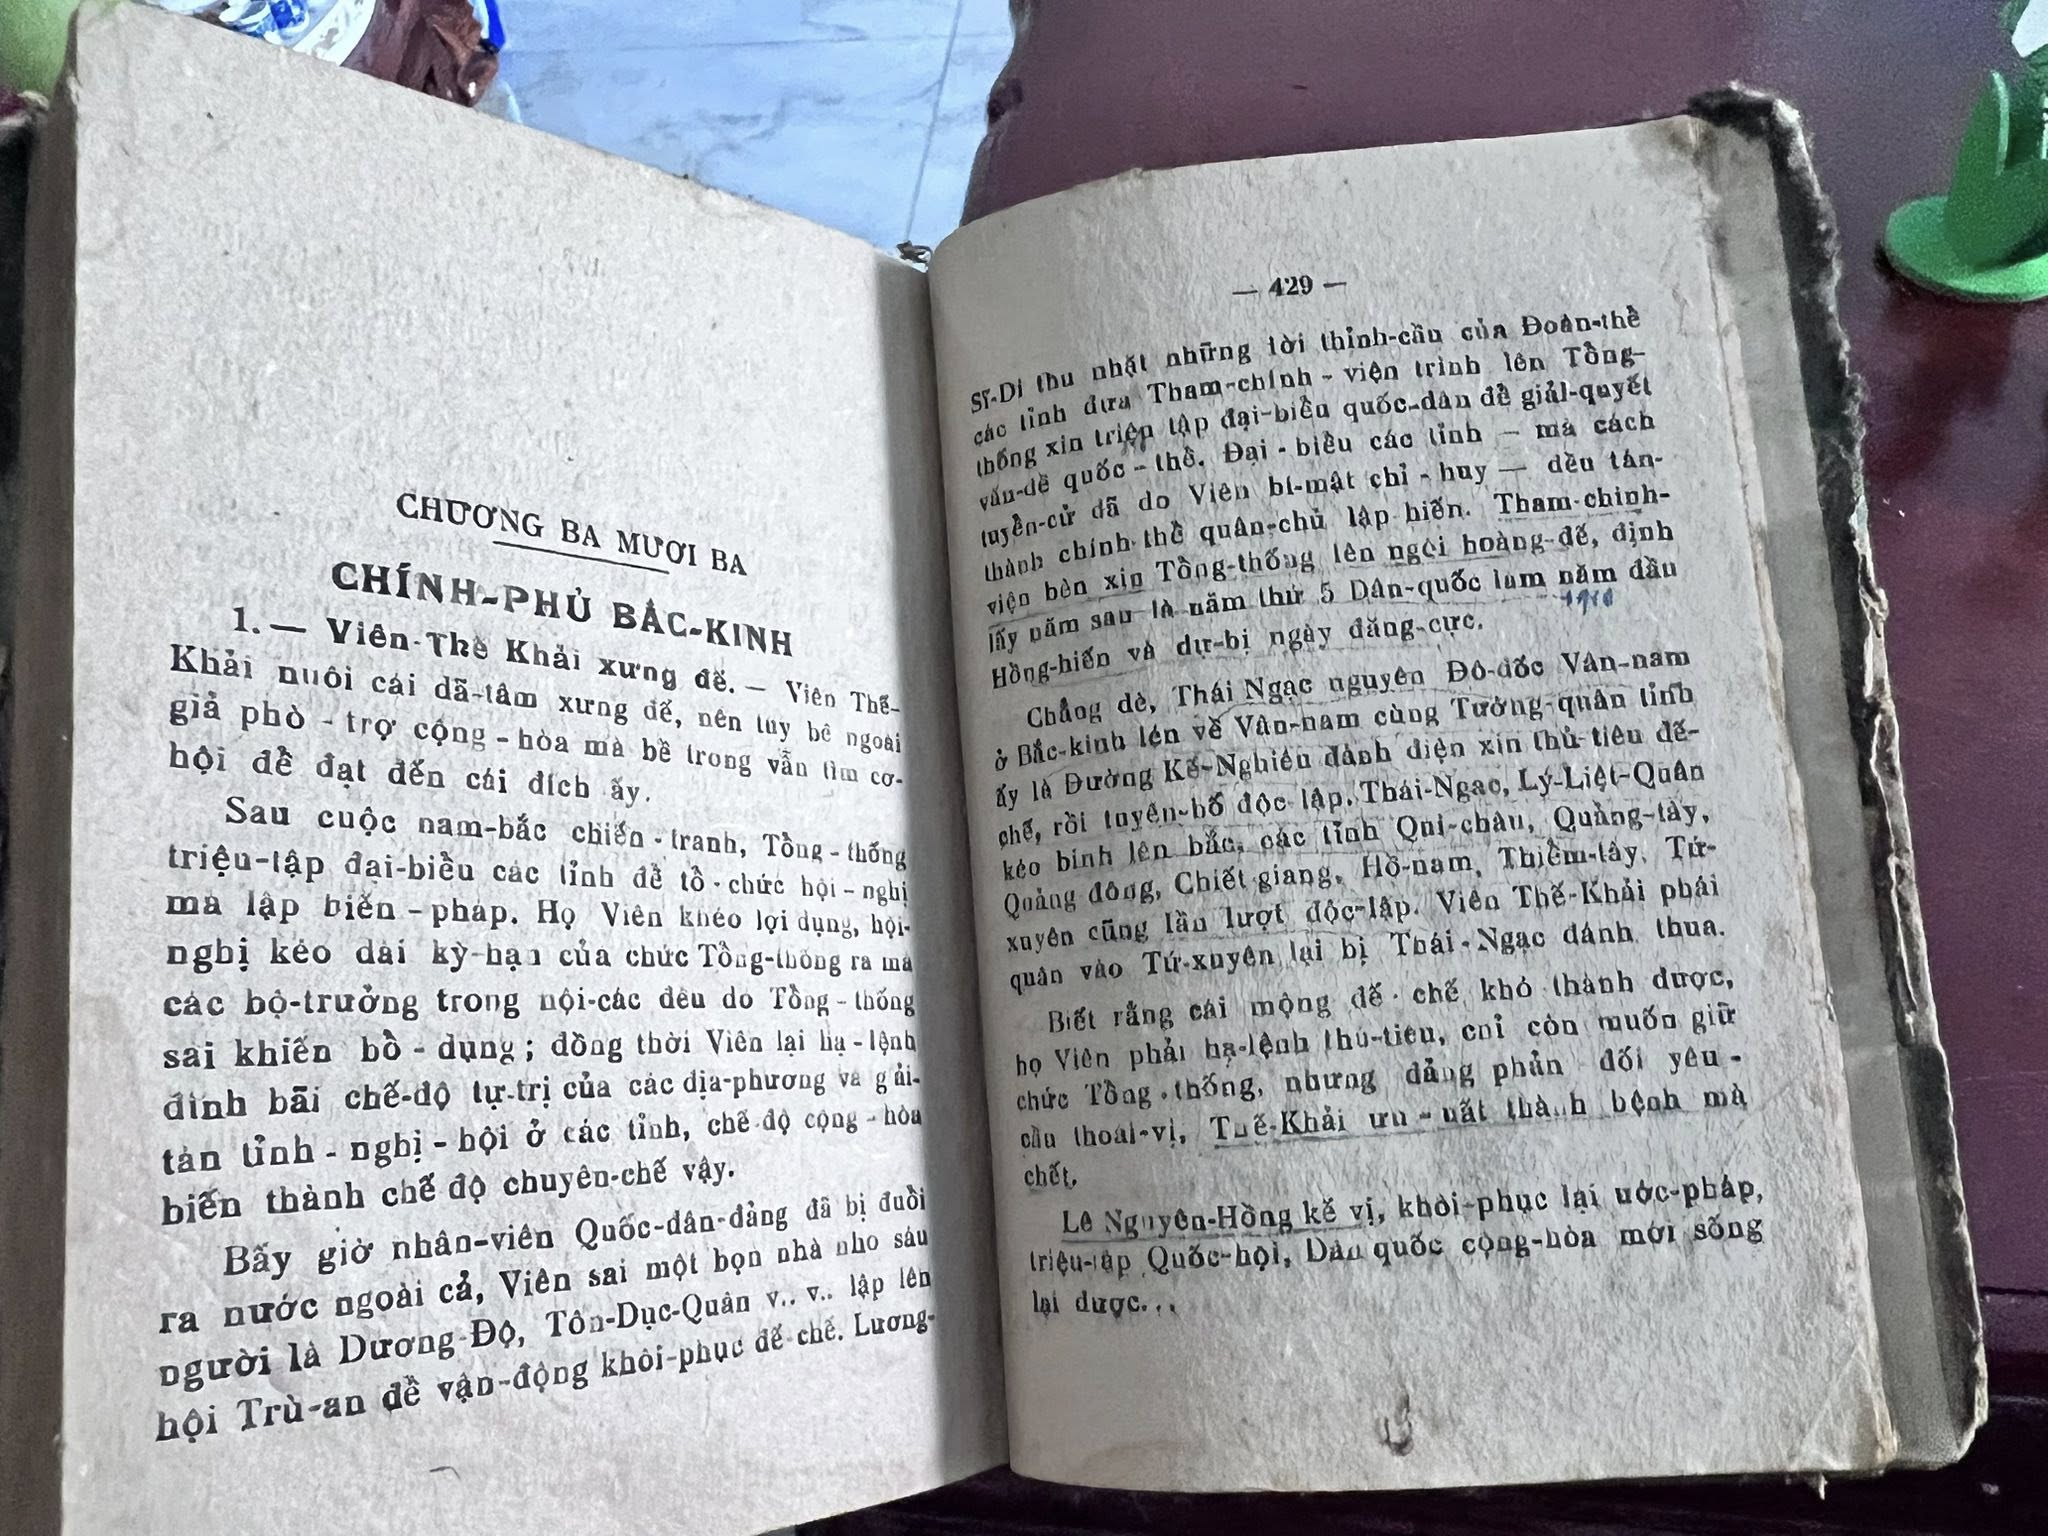 CHƯƠNG BA MƯƠI BA
CHÍNH-PHỦ BẮC-KINH
1. — Viên-Thế Khải xưng đế. — Viên Thế-
Khải nuôi cái dã-tâm xưng đế, nên tuy bề ngoài
giả phò-trợ cộng-hòa mà bề trong vẫn tìm cơ-
hội để đạt đến cái đích ấy.
Sau cuộc nam-bắc chiến-tranh, Tổng-thống
triệu-tập đại-biểu các tỉnh để tổ-chức hội-nghị
mà lập hiến-pháp. Họ Viên khéo lợi dụng, hội-
nghị kéo dài kỳ-hạn của chức Tổng-thống ra mà
các bộ-trưởng trong nội-các đều do Tổng-thống
sai khiến bổ-dụng; đồng thời Viên lại hạ-lệnh
đình bãi chế-độ tự-trị của các địa-phương và giải-
tán tỉnh-nghị-hội ở các tỉnh, chế độ cộng-hòa
biến thành chế độ chuyên-chế vậy.
Bấy giờ nhân-viên Quốc-dân-đảng đã bị đuổi
ra nước ngoài cả, Viên sai một bọn nhà nho sáu
người là Dương-Độ, Tôn-Dục-Quân v.. v.. lập lên
hội Trù-an để vận-động khôi-phục đế chế. Lương-
— 429 —
Sĩ-Di thu nhặt những lời thỉnh-cầu của Đoàn-thể
các tỉnh đưa Tham-chính-viện trình lên Tổng-
thống xin triệu tập đại-biểu quốc-dân để giải-quyết
vấn-đề quốc-thể. Đại-biểu các tỉnh — mà cách
tuyển-cử đã do Viên bí-mật chỉ-huy — đều tán-
thành chính-thể quân-chủ lập hiến. Tham-chính-
viện bèn xin Tổng-thống lên ngôi hoàng-đế, định
lấy năm sau là năm thứ 5 Dân-quốc làm năm đầu
Hồng-hiến và dự-bị ngày đăng-cực.
Chẳng dè, Thái Ngạc nguyên Đô-đốc Vân-nam
ở Bắc-kinh lén về Vân-nam cùng Tướng-quân tỉnh
ấy là Đường Kế-Nghiêu đánh điện xin thủ-tiêu đế-
chế, rồi tuyên-bố độc lập. Thái-Ngạc, Lý-Liệt-Quân
kéo binh lên bắc, các tỉnh Quí-châu, Quảng-tây,
Quảng đông, Chiết giang, Hồ-nam, Thiểm-tây, Tứ-
xuyên cũng lần lượt độc-lập. Viên Thế-Khải phái
quân vào Tứ-xuyên lại bị Thái-Ngạc đánh thua.
Biết rằng cái mộng đế-chế khó thành được,
họ Viên phải hạ-lệnh thủ-tiêu, chỉ còn muốn giữ
chức Tổng-thống, nhưng đảng phản đối yêu-
cầu thoái-vị, Thế-Khải ưu-uất thành bệnh mà
chết.
Lê Nguyên-Hồng kế vị, khôi-phục lại ước-pháp,
triệu-tập Quốc-hội, Dân quốc cộng-hòa mới sống
lại được...